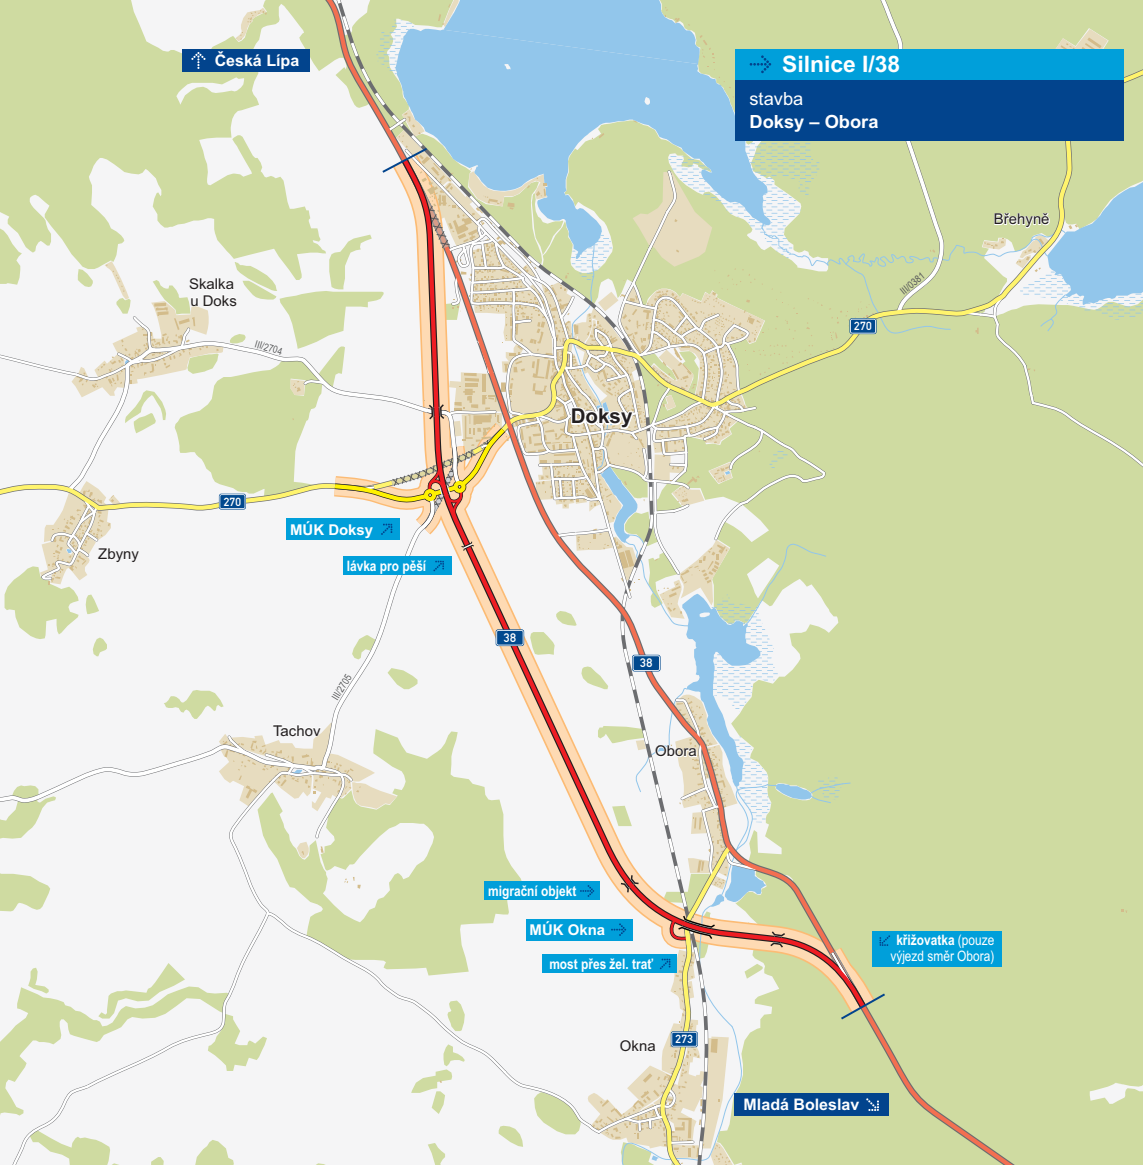 Česká Lípa
Silnice I/38
stavba
Doksy – Obora
Břehyně
III/0381
270
Skalka
u Doks
III/2704
Doksy
270
MÚK Doksy
Zbyny
lávka pro pěší
38
38
III/2705
Tachov
Obora
migrační objekt
MÚK Okna
křižovatka (pouze
výjezd směr Obora)
most přes žel. trať
Okna
273
Mladá Boleslav